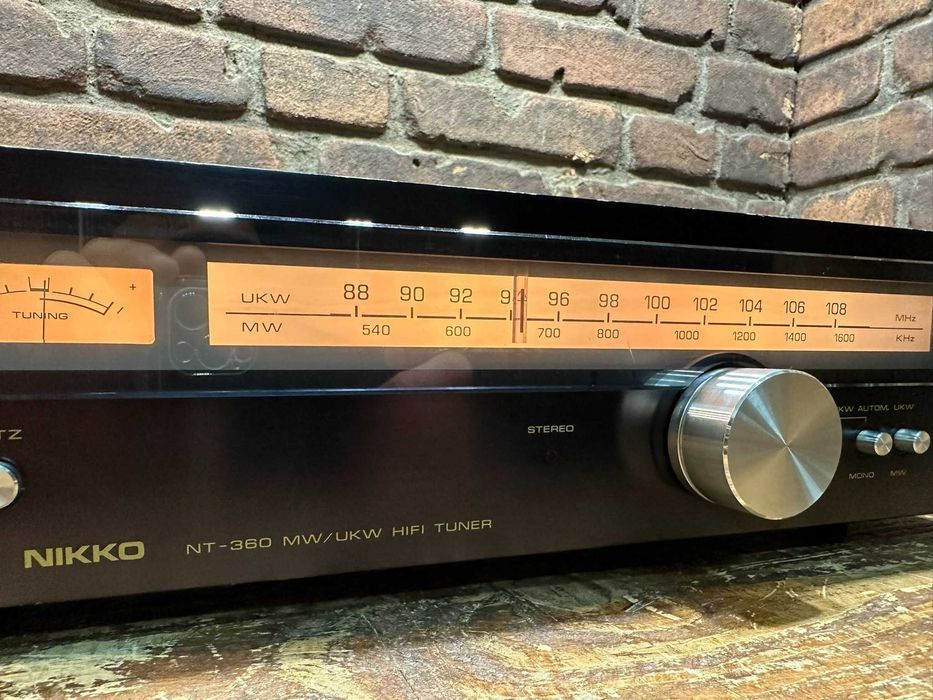 UKW 88 90 92 94 96 98 100 102 104 106 108 MHz
MW 540 600 700 800 1000 1200 1400 1600 KHz
TUNING
+
STEREO
AUTOM. UKW
MONO MW
NIKKO NT-360 MW/UKW HIFI TUNER